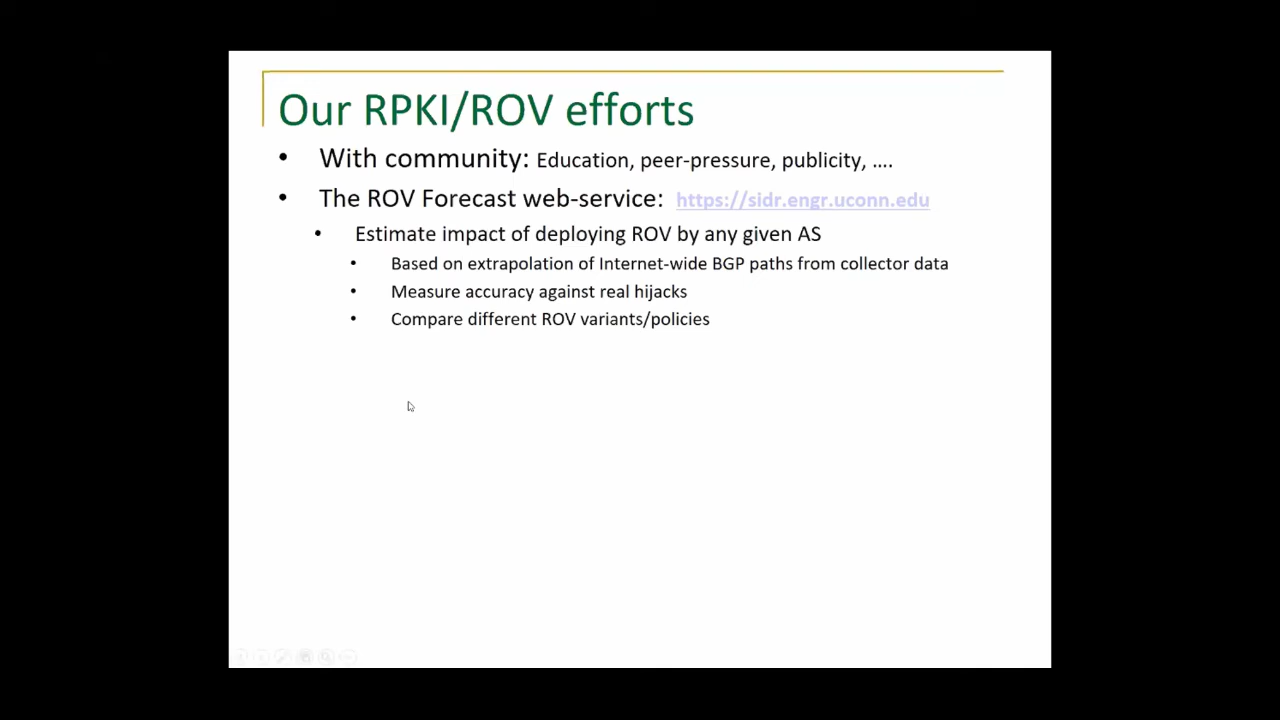 Our RPKI/ROV efforts
• With community: Education, peer-pressure, publicity, ….
• The ROV Forecast web-service: https://sidr.engr.uconn.edu
• Estimate impact of deploying ROV by any given AS
• Based on extrapolation of Internet-wide BGP paths from collector data
• Measure accuracy against real hijacks
• Compare different ROV variants/policies